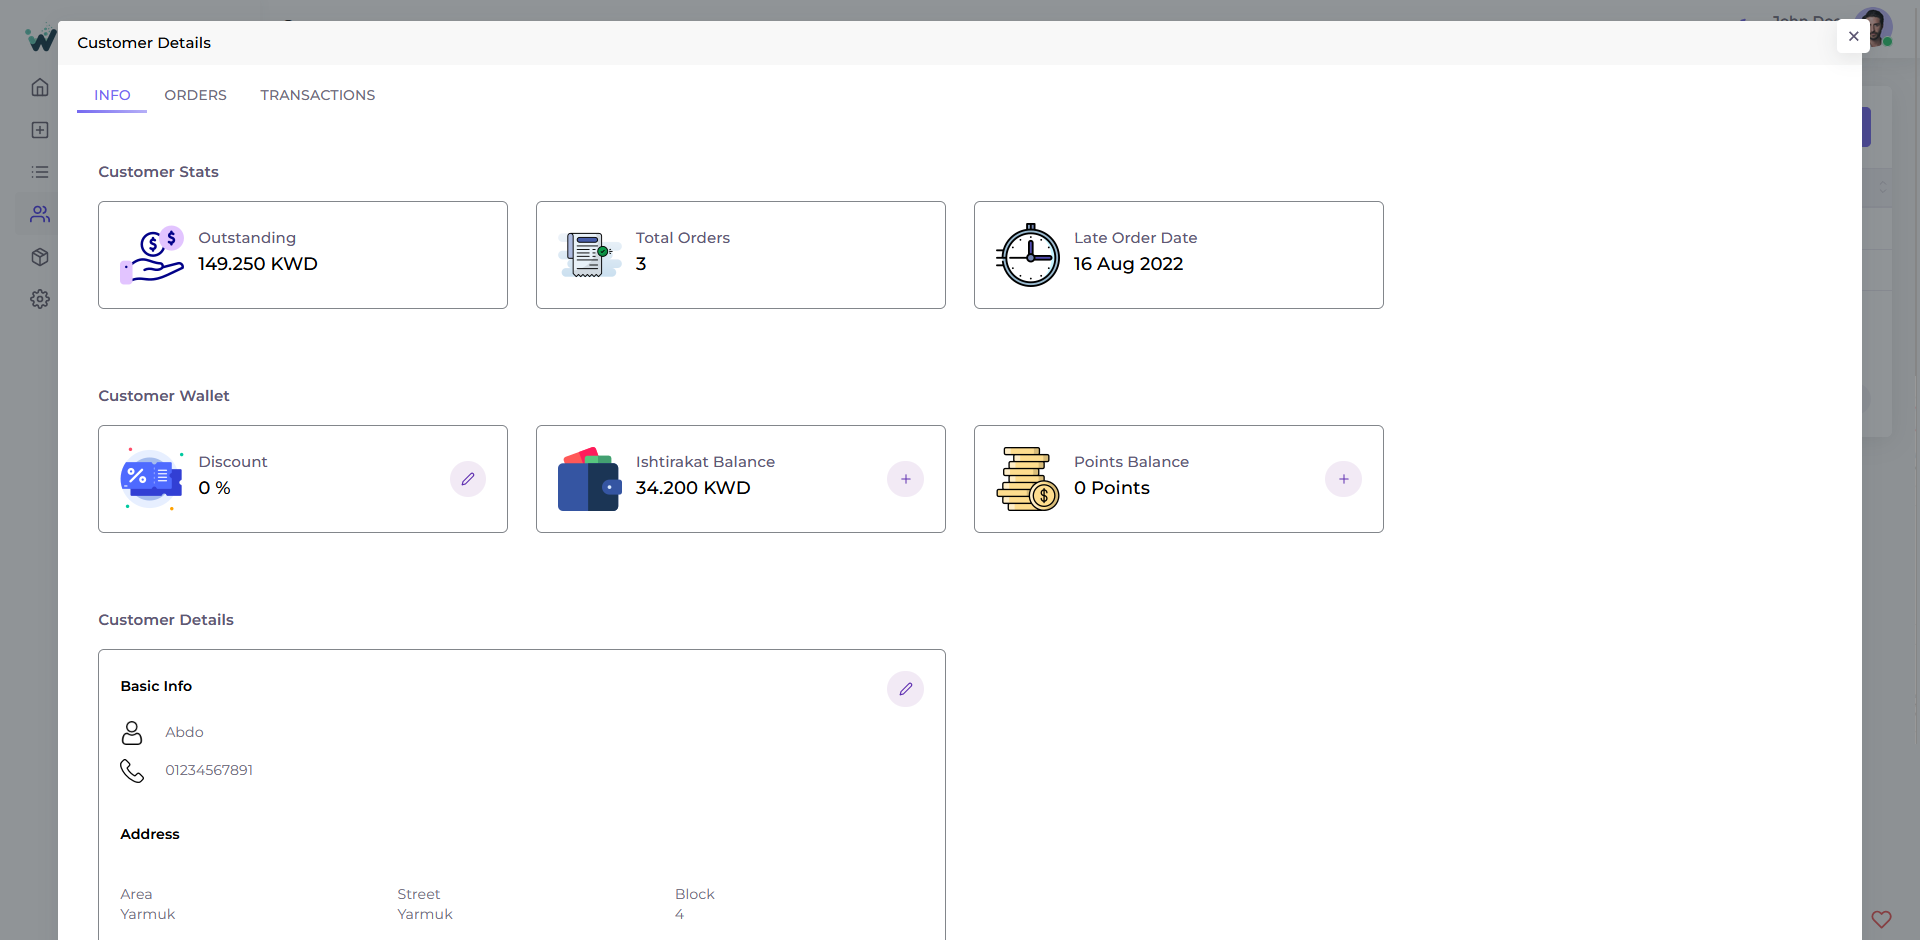 Customer Details
INFO
ORDERS
TRANSACTIONS
Customer Stats
Outstanding
149.250 KWD
Total Orders
3
Late Order Date
16 Aug 2022
Customer Wallet
Discount
0 %
Ishtirakat Balance
34.200 KWD
Points Balance
0 Points
Customer Details
Basic Info
Abdo
01234567891
Address
Area
Yarmuk
Street
Yarmuk
Block
4